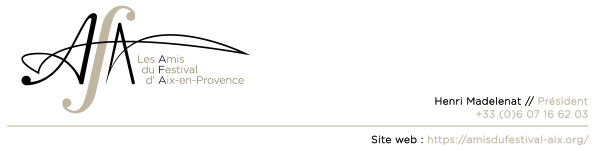 AfA
Les Amis
du Festival
d' Aix-en-Provence
Henri Madelenat // Président
+33 (0)6 07 16 62 03
Site web : https://amisdufestival-aix.org/